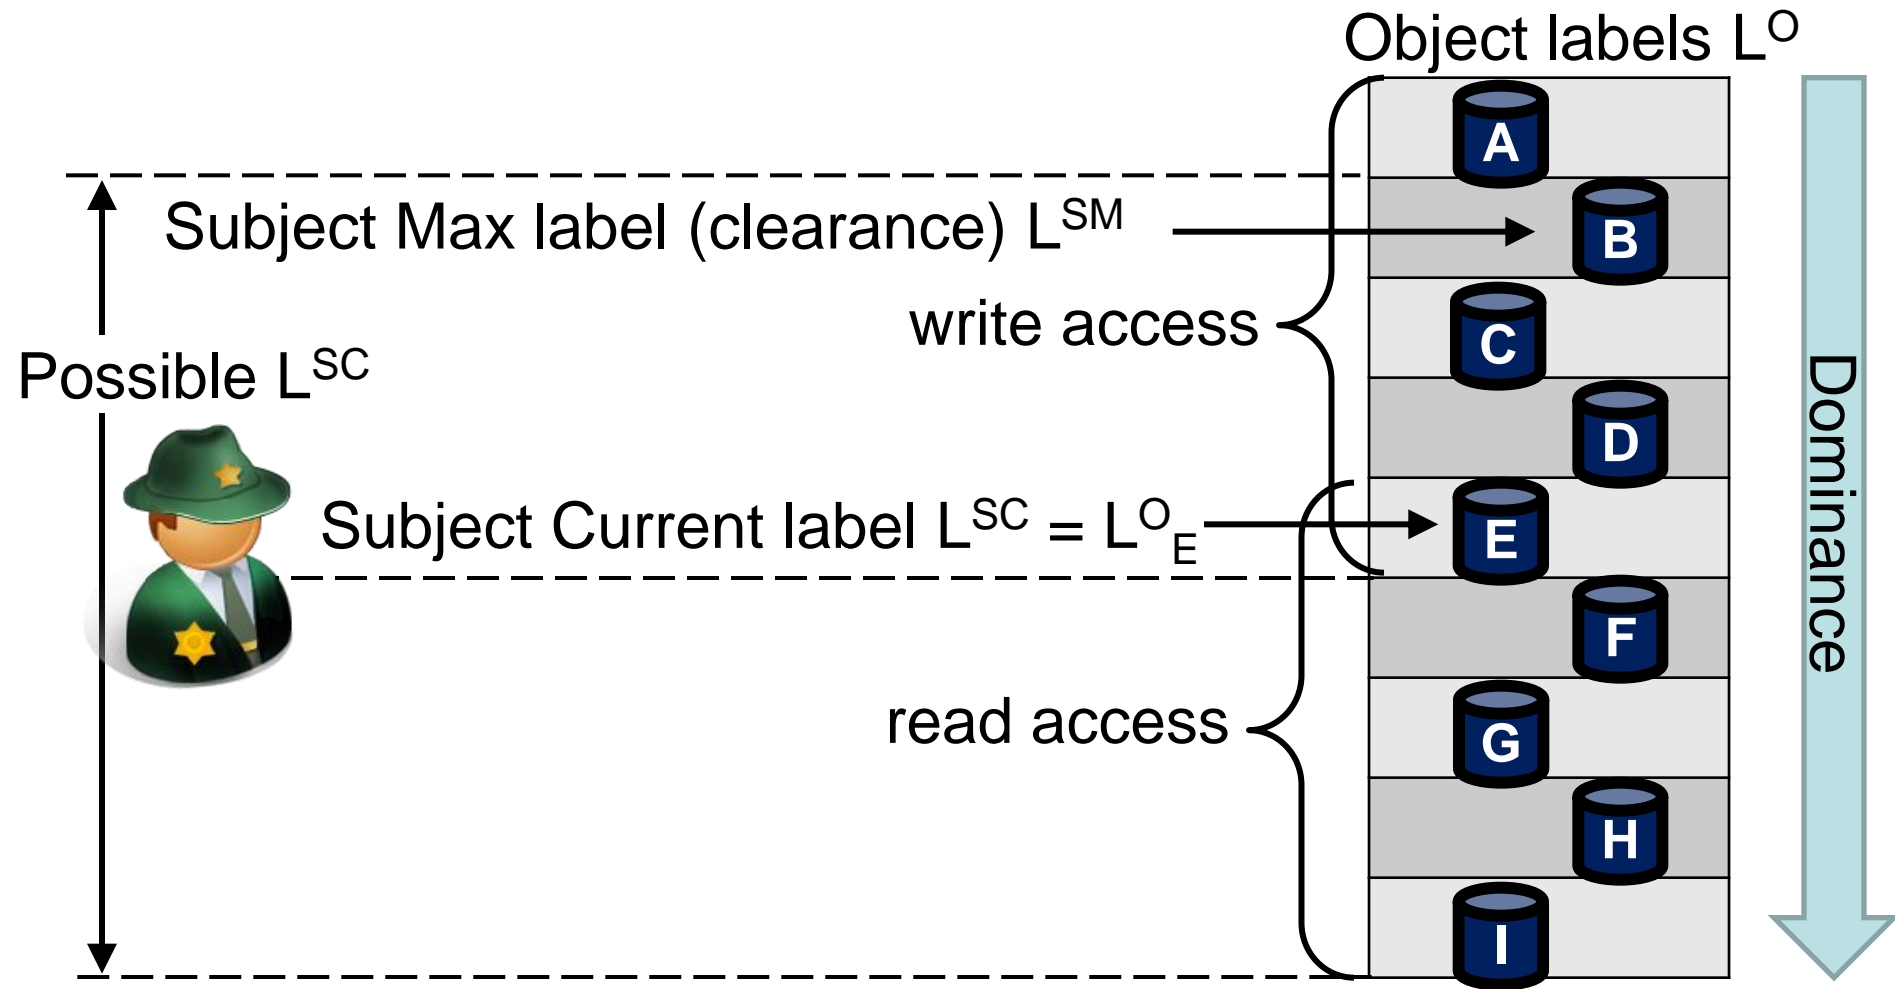 Object labels L^O
A
Subject Max label (clearance) L^SM
B
write access
C
Possible L^SC
Dominance
D
Subject Current label L^SC = L^O_E
E
F
read access
G
H
I